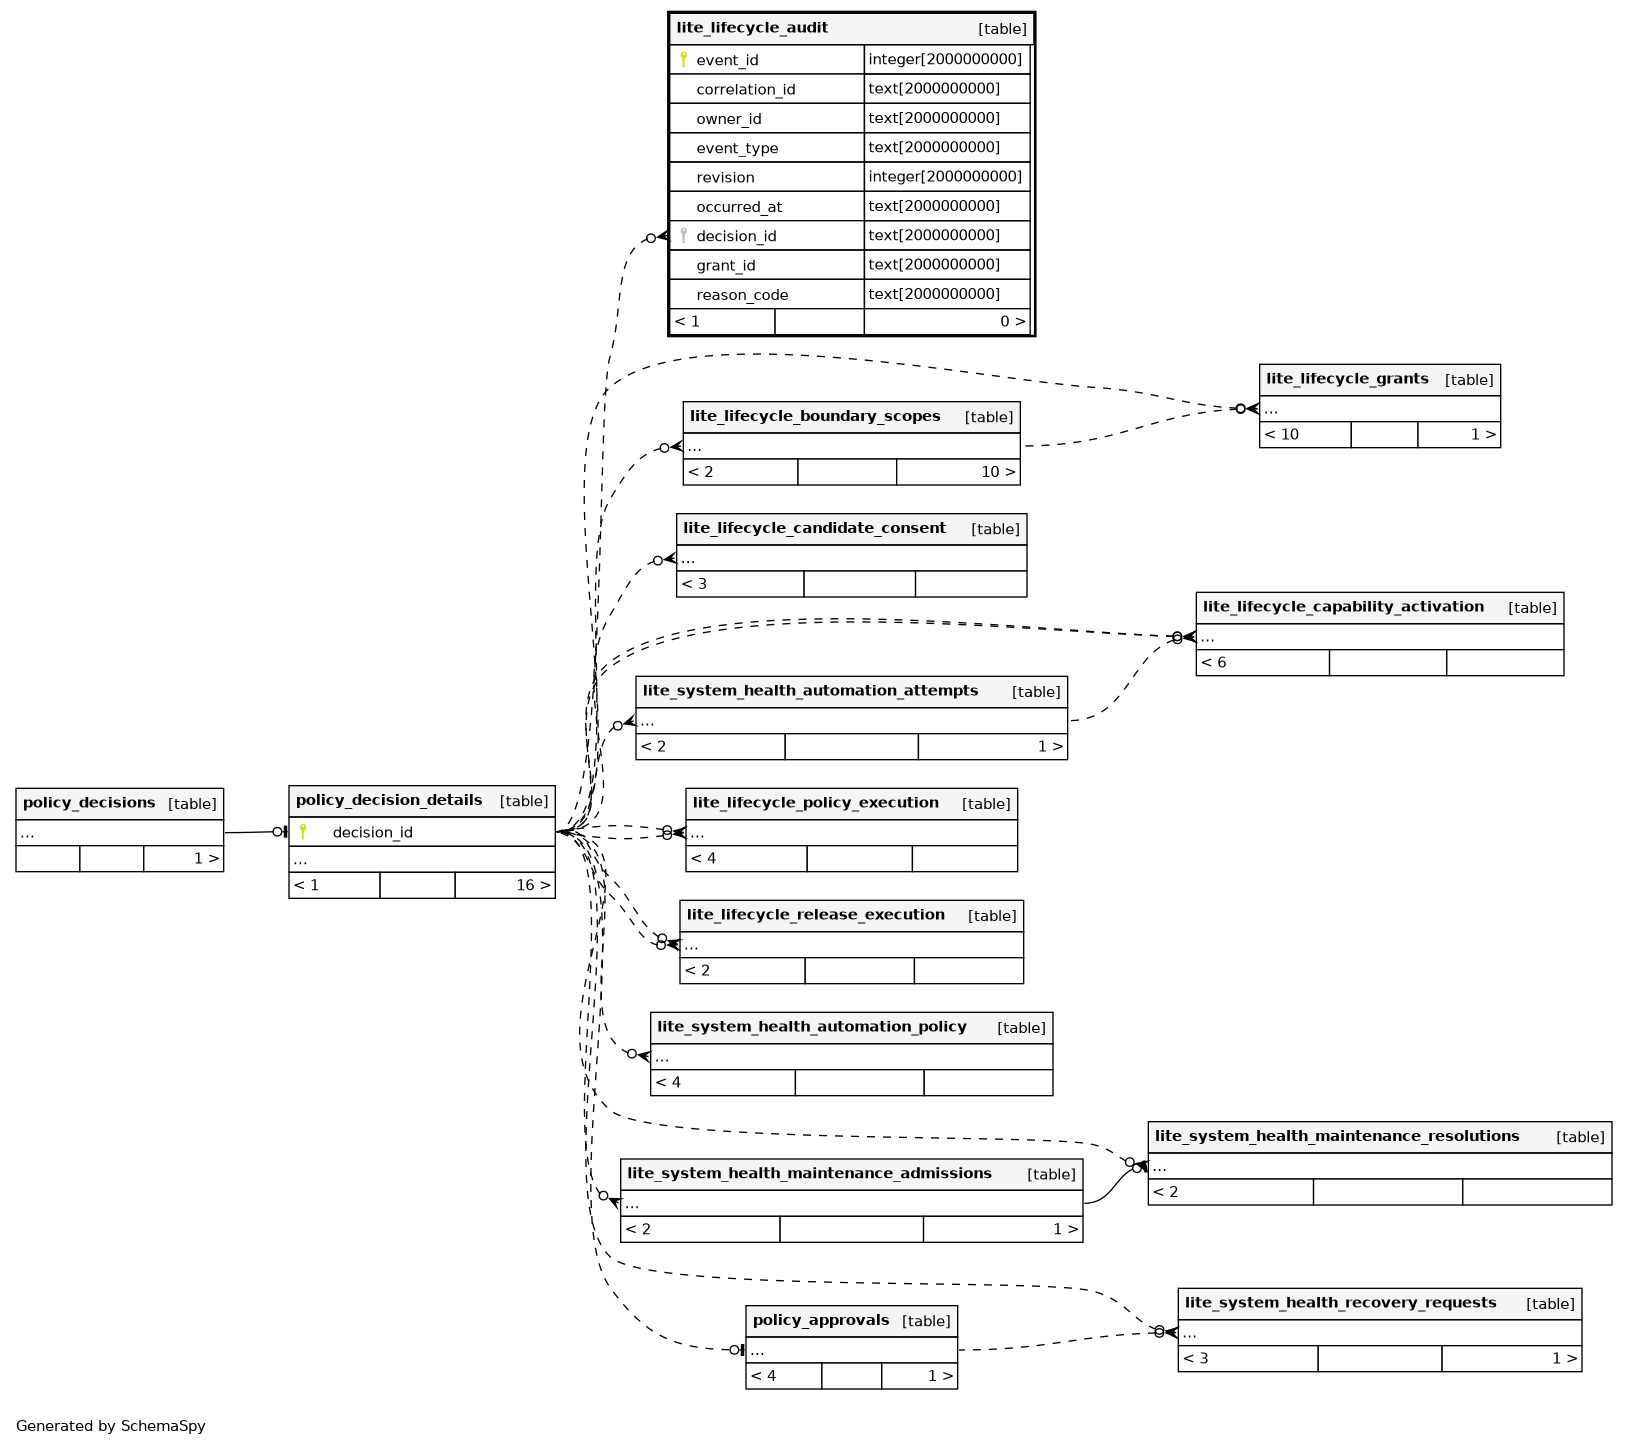 lite_lifecycle_audit [table]
event_id integer[2000000000]
correlation_id text[2000000000]
owner_id text[2000000000]
event_type text[2000000000]
revision integer[2000000000]
occurred_at text[2000000000]
decision_id text[2000000000]
grant_id text[2000000000]
reason_code text[2000000000]
< 1 0 >
lite_lifecycle_grants [table]
...
< 10 1 >
lite_lifecycle_boundary_scopes [table]
...
< 2 10 >
lite_lifecycle_candidate_consent [table]
...
< 3
lite_lifecycle_capability_activation [table]
...
< 6
lite_system_health_automation_attempts [table]
...
< 2 1 >
policy_decisions [table]
...
1 >
policy_decision_details [table]
decision_id
...
< 1 16 >
lite_lifecycle_policy_execution [table]
...
< 4
lite_lifecycle_release_execution [table]
...
< 2
lite_system_health_automation_policy [table]
...
< 4
lite_system_health_maintenance_resolutions [table]
...
< 2
lite_system_health_maintenance_admissions [table]
...
< 2 1 >
lite_system_health_recovery_requests [table]
...
< 3 1 >
policy_approvals [table]
...
< 4 1 >
Generated by SchemaSpy